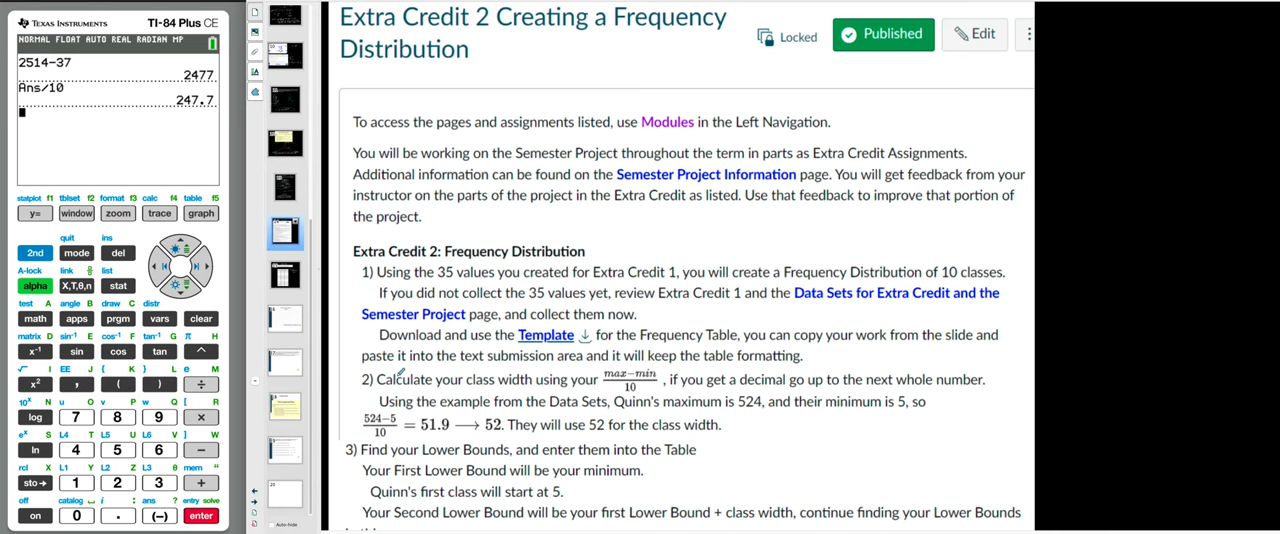 TEXAS INSTRUMENTS TI-84 Plus CE
NORMAL FLOAT AUTO REAL RADIAN MP
2514-37
2477
Ans/10
247.7
statplot f1 tblset f2 format f3 calc f4 table f5
y= window zoom trace graph
quit ins
2nd mode del
A-lock link list
alpha X,T,θ,n stat
test A angle B draw C distr
math apps prgm vars clear
matrix D sin⁻¹ E cos⁻¹ F tan⁻¹ G π H
x⁻¹ sin cos tan ^
√ I EE J { K } L e M
x² , ( ) ÷
10ˣ N u O v P w Q [ R
log 7 8 9 ×
eˣ S L4 T L5 U L6 V ] W
ln 4 5 6 −
rcl X L1 Y L2 Z L3 θ mem "
sto→ 1 2 3 +
off catalog i : ans ? entry solve
on 0 . (−) enter
Auto-hide
Extra Credit 2 Creating a Frequency
Distribution
Locked
Published
Edit
To access the pages and assignments listed, use Modules in the Left Navigation.
You will be working on the Semester Project throughout the term in parts as Extra Credit Assignments.
Additional information can be found on the Semester Project Information page. You will get feedback from your
instructor on the parts of the project in the Extra Credit as listed. Use that feedback to improve that portion of
the project.
Extra Credit 2: Frequency Distribution
1) Using the 35 values you created for Extra Credit 1, you will create a Frequency Distribution of 10 classes.
If you did not collect the 35 values yet, review Extra Credit 1 and the Data Sets for Extra Credit and the
Semester Project page, and collect them now.
Download and use the Template for the Frequency Table, you can copy your work from the slide and
paste it into the text submission area and it will keep the table formatting.
2) Calculate your class width using your max−min/10 , if you get a decimal go up to the next whole number.
Using the example from the Data Sets, Quinn's maximum is 524, and their minimum is 5, so
524−5/10 = 51.9 ⟶ 52. They will use 52 for the class width.
3) Find your Lower Bounds, and enter them into the Table
Your First Lower Bound will be your minimum.
Quinn's first class will start at 5.
Your Second Lower Bound will be your first Lower Bound + class width, continue finding your Lower Bounds